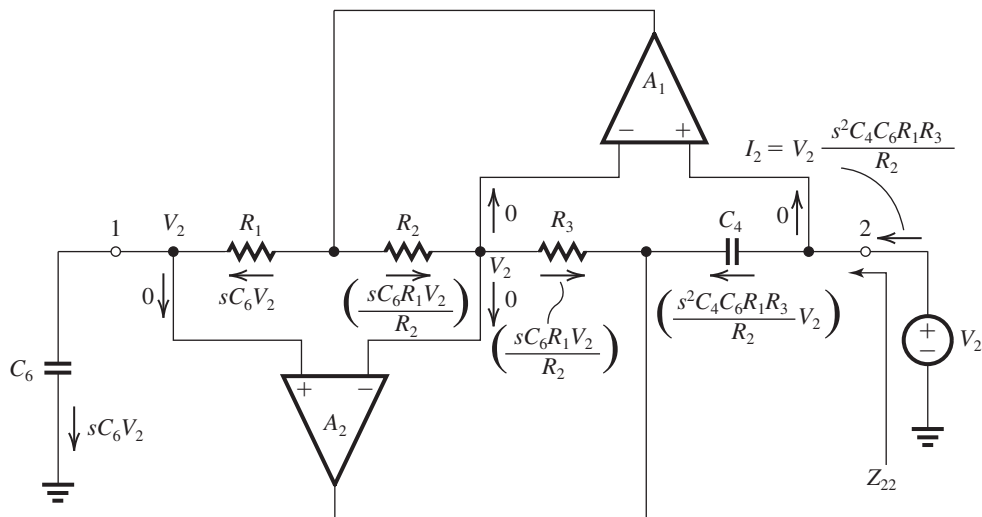 A₁
− +
I₂ = V₂ s²C₄C₆R₁R₃ / R₂
1 V₂ R₁ R₂ 0 R₃ C₄ 0 2
V₂
0 sC₆V₂ (sC₆R₁V₂ / R₂) 0 (s²C₄C₆R₁R₃ / R₂ V₂)
(sC₆R₁V₂ / R₂)
+ − V₂
C₆ + −
A₂
sC₆V₂
Z₂₂